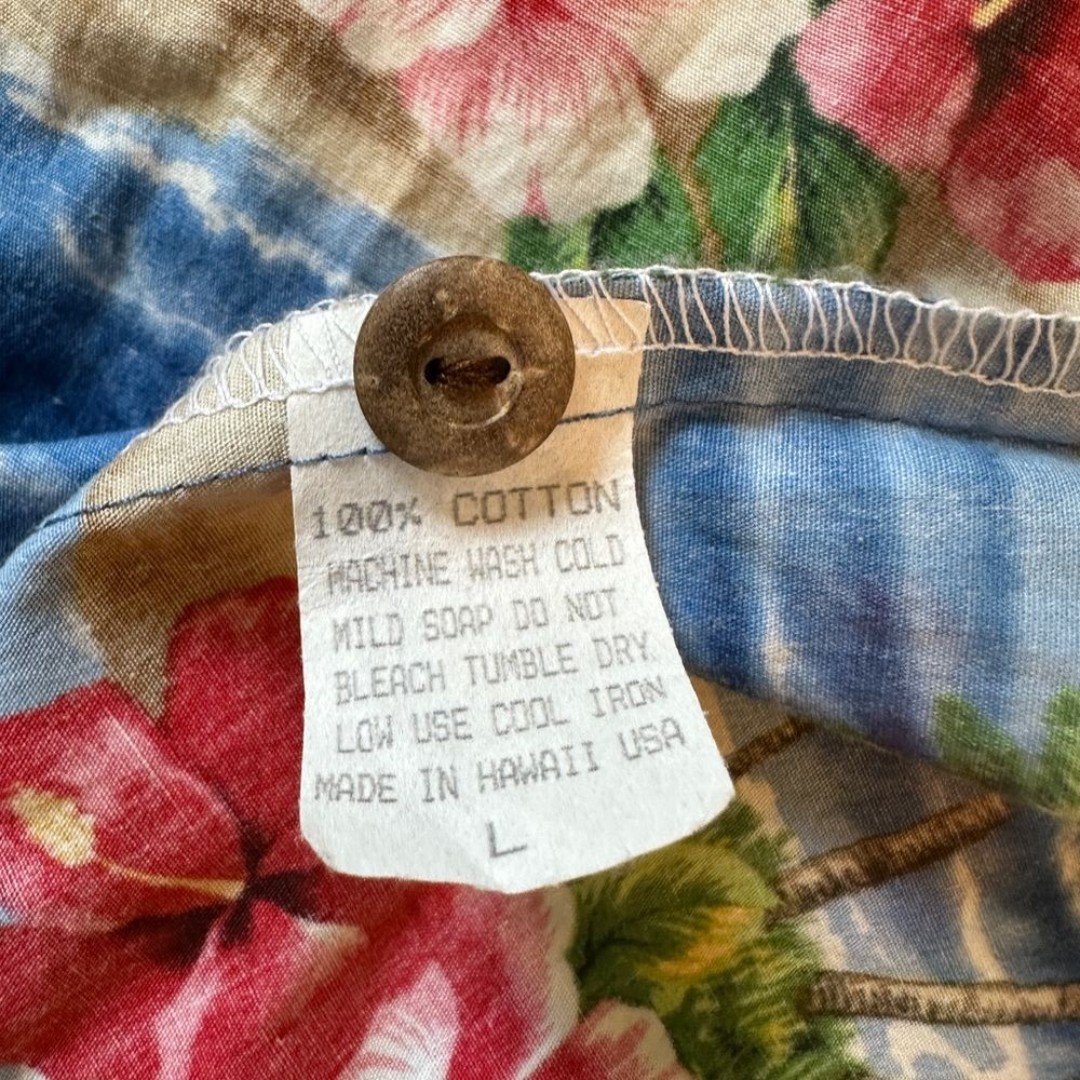 100% COTTON
MACHINE WASH COLD
MILD SOAP DO NOT
BLEACH TUMBLE DRY
LOW USE COOL IRON
MADE IN HAWAII USA
L